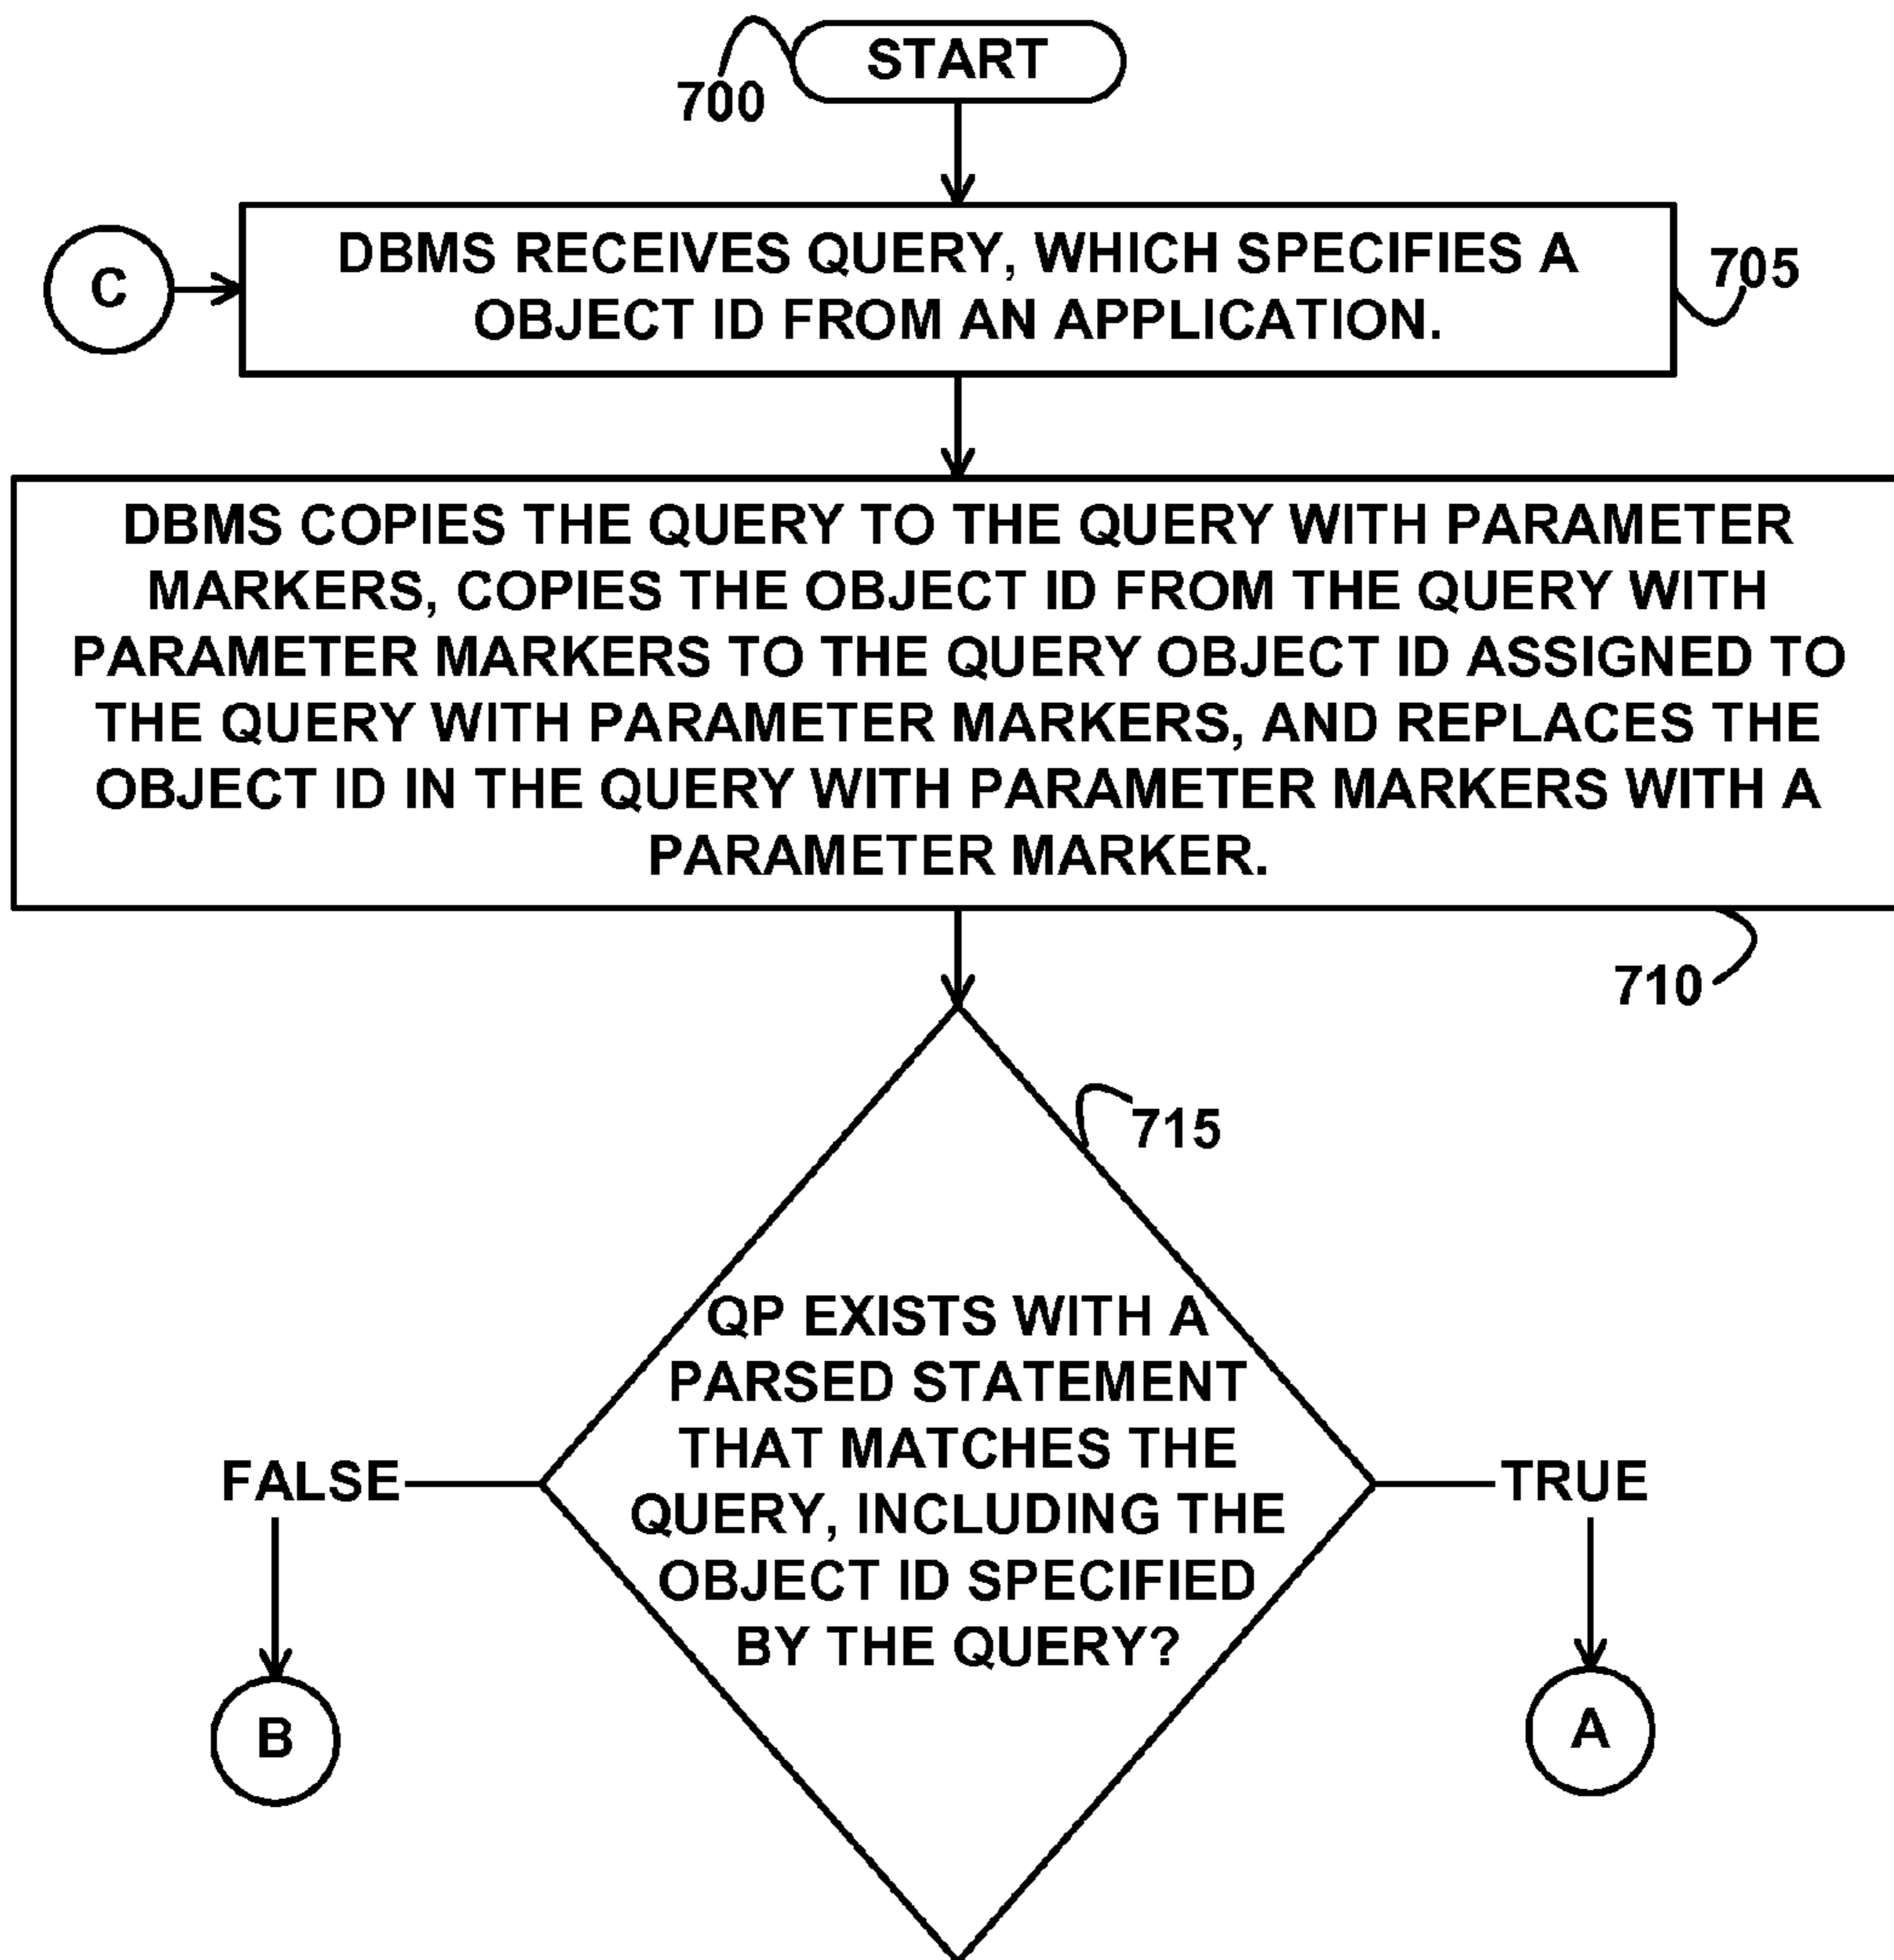 START
700
C
DBMS RECEIVES QUERY, WHICH SPECIFIES A
OBJECT ID FROM AN APPLICATION.
705
DBMS COPIES THE QUERY TO THE QUERY WITH PARAMETER
MARKERS, COPIES THE OBJECT ID FROM THE QUERY WITH
PARAMETER MARKERS TO THE QUERY OBJECT ID ASSIGNED TO
THE QUERY WITH PARAMETER MARKERS, AND REPLACES THE
OBJECT ID IN THE QUERY WITH PARAMETER MARKERS WITH A
PARAMETER MARKER.
710
715
QP EXISTS WITH A
PARSED STATEMENT
THAT MATCHES THE
QUERY, INCLUDING THE
OBJECT ID SPECIFIED
BY THE QUERY?
FALSE
TRUE
B
A